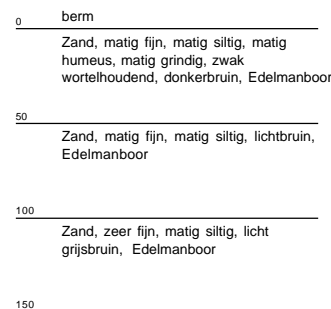 0 berm
Zand, matig fijn, matig siltig, matig
humeus, matig grindig, zwak
wortelhoudend, donkerbruin, Edelmanboor
50
Zand, matig fijn, matig siltig, lichtbruin,
Edelmanboor
100
Zand, zeer fijn, matig siltig, licht
grijsbruin, Edelmanboor
150